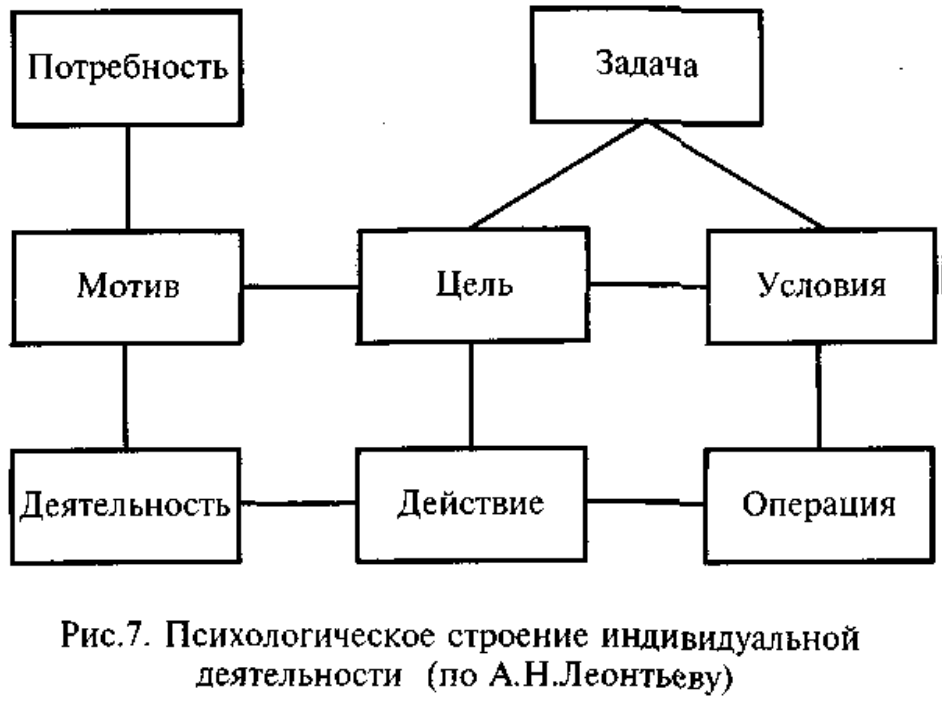 Потребность
Задача
Мотив
Цель
Условия
Деятельность
Действие
Операция
Рис.7. Психологическое строение индивидуальной
деятельности (по А.Н.Леонтьеву)